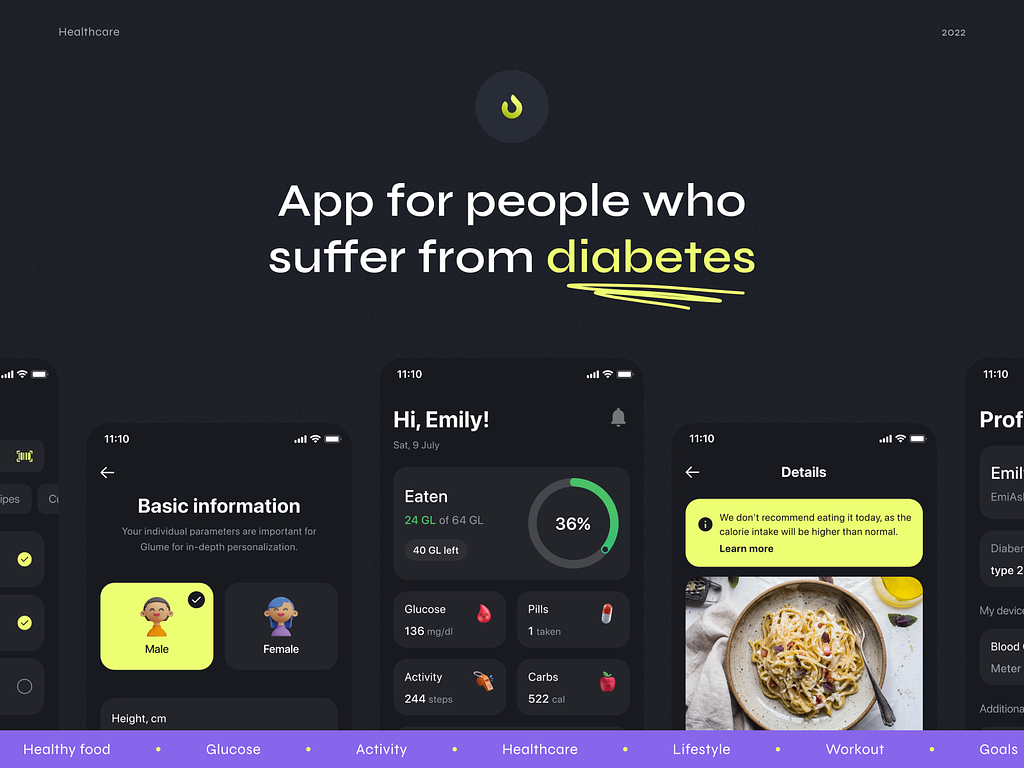 Healthcare
2022
App for people who
suffer from diabetes
ipes
Cu
11:10
Basic information
Your individual parameters are important for
Glume for in-depth personalization.
Male
Female
Height, cm
11:10
Hi, Emily!
Sat, 9 July
Eaten
24 GL of 64 GL
40 GL left
36%
Glucose
136 mg/dl
Pills
1 taken
Activity
244 steps
Carbs
522 cal
11:10
Details
We don't recommend eating it today, as the
calorie intake will be higher than normal.
Learn more
11:10
Prof
Emil
EmiAsl
Diaber
type 2
My device
Blood
Meter
Additiona
Healthy food • Glucose • Activity • Healthcare • Lifestyle • Workout • Goals